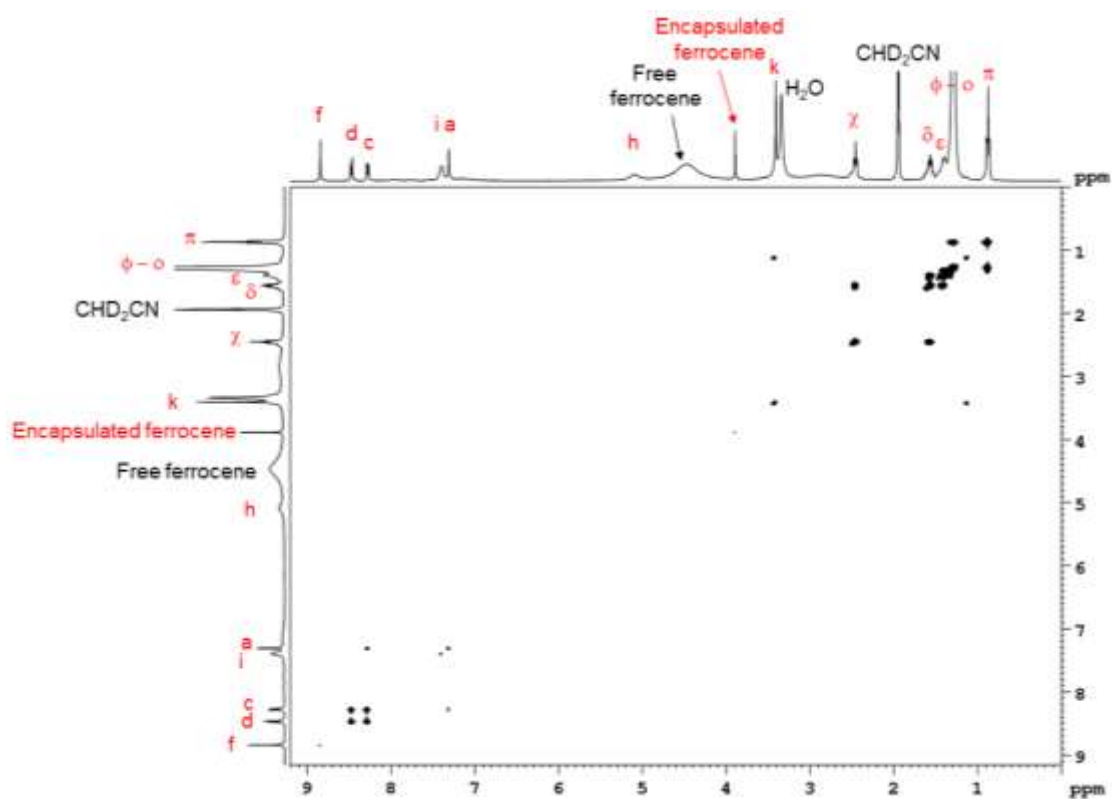 Encapsulated
ferrocene
CHD₂CN
Free
ferrocene
k
H₂O
φ – ο
π
f
d
c
i a
h
χ
δ
ε
ppm
π
φ – ο
ε
δ
CHD₂CN
χ
k
Encapsulated ferrocene
Free ferrocene
h
a
i
c
d
f
1
2
3
4
5
6
7
8
9
9 8 7 6 5 4 3 2 1 ppm